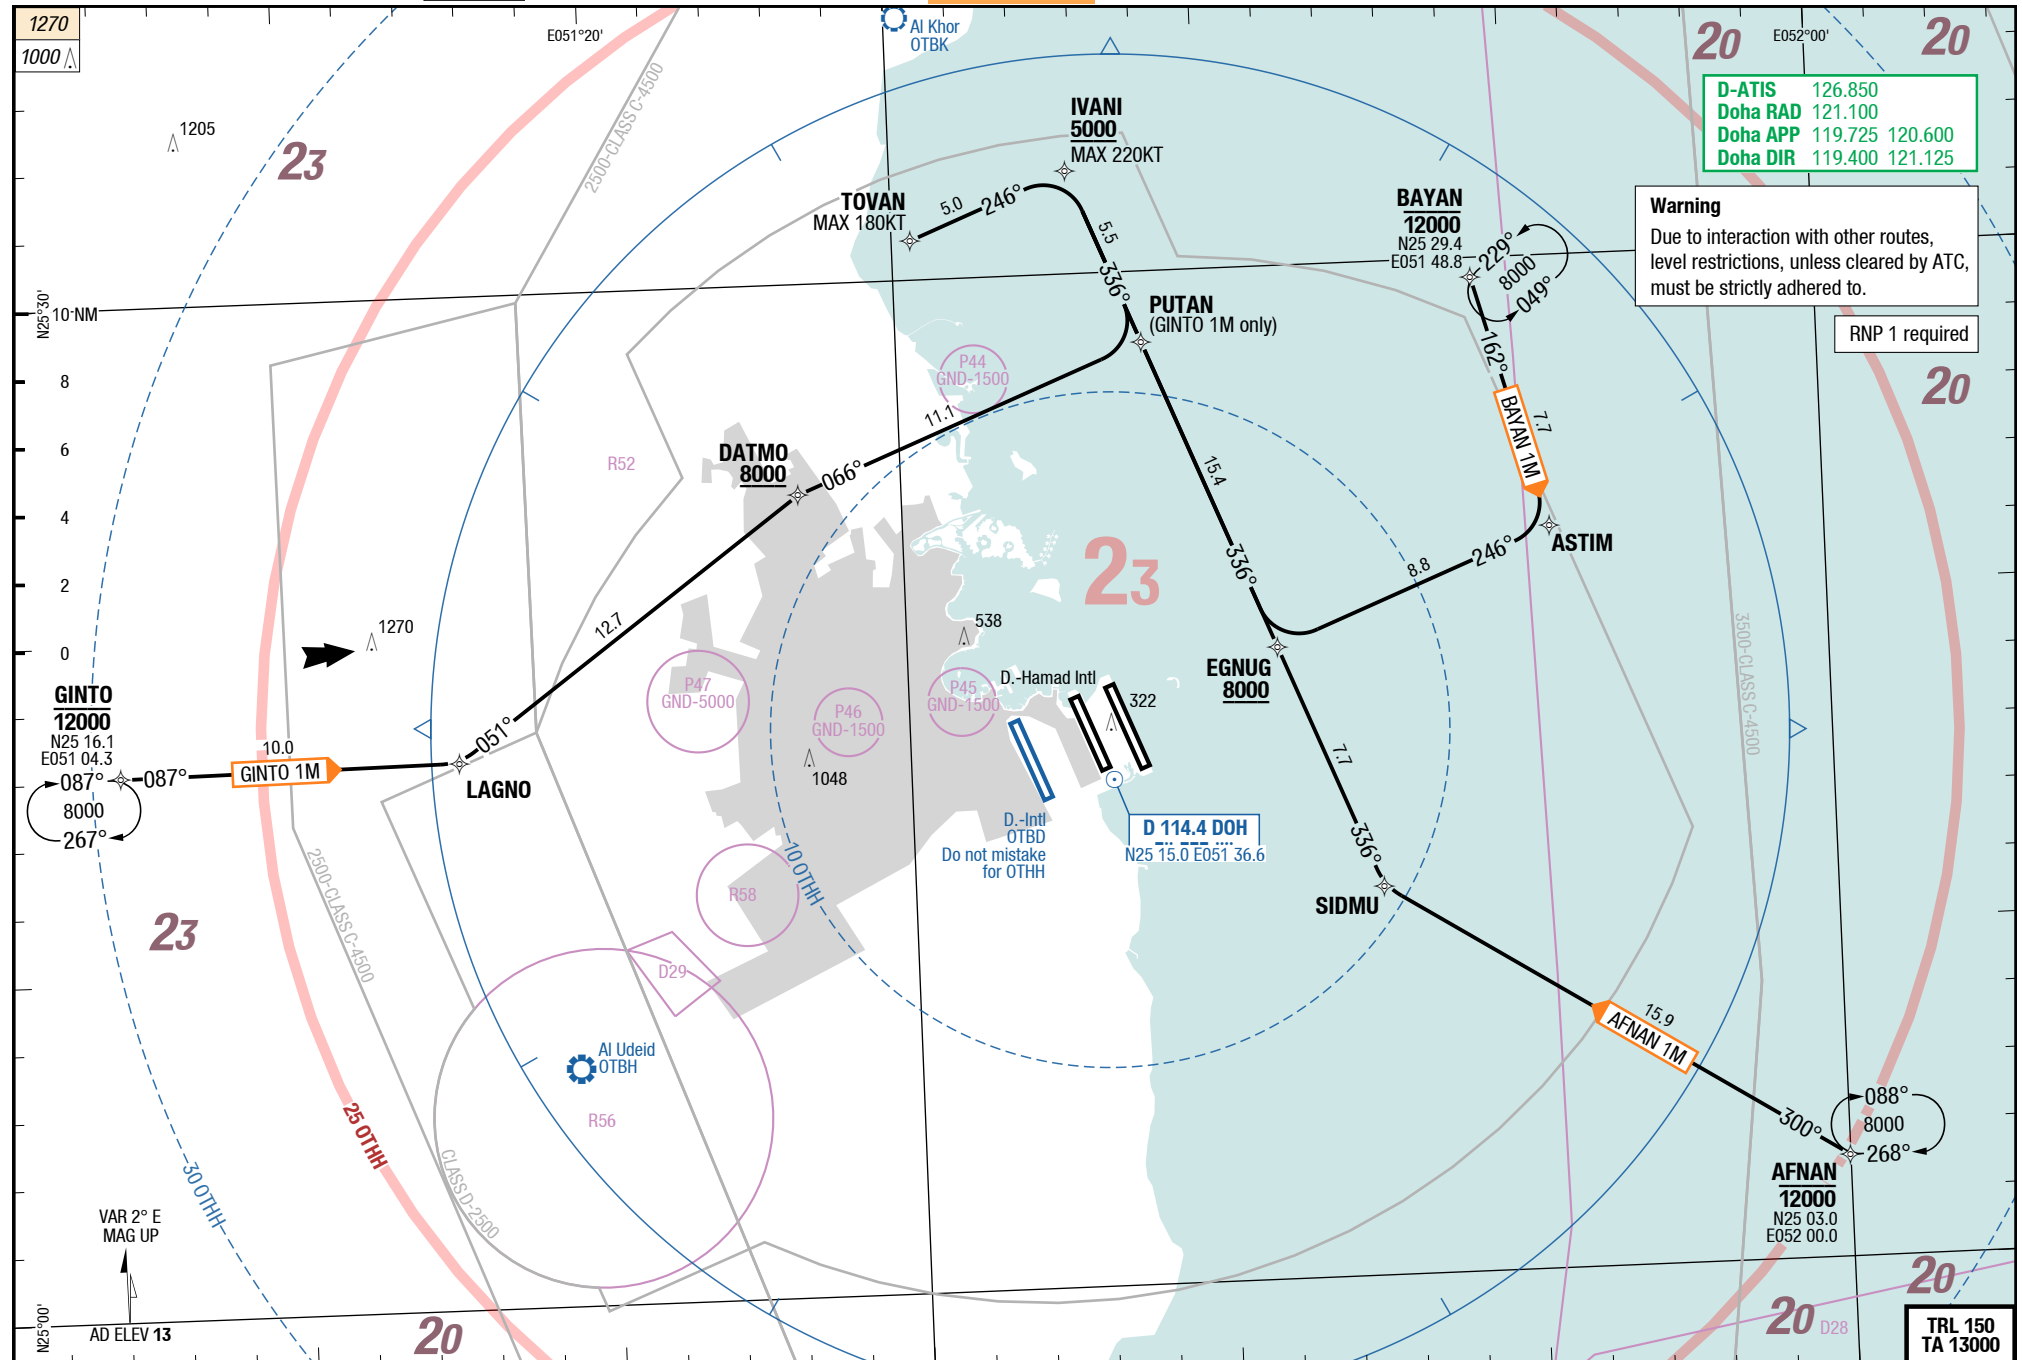 1270
1000
E051°20'
Al Khor
OTBK
20
E052°00'
20
D-ATIS 126.850
Doha RAD 121.100
Doha APP 119.725 120.600
Doha DIR 119.400 121.125
2500-CLASS C-4500
1205
23
IVANI
5000
MAX 220KT
TOVAN
MAX 180KT
5.0
246°
5.5
336°
BAYAN
12000
N25 29.4
E051 48.8
229°
8000
049°
Warning
Due to interaction with other routes,
level restrictions, unless cleared by ATC,
must be strictly adhered to.
RNP 1 required
N25°30'
10 NM
8
6
4
2
0
PUTAN
(GINTO 1M only)
162°
BAYAN 1M
7.7
20
P44
GND-1500
11.1
R52
DATMO
8000
066°
15.4
336°
23
ASTIM
246°
8.8
12.7
1270
538
3500-CLASS C-4500
EGNUG
8000
D.-Hamad Intl
322
P47
GND-5000
P46
GND-1500
P45
GND-1500
1048
GINTO
12000
N25 16.1
E051 04.3
087°
8000
267°
087°
10.0
GINTO 1M
051°
LAGNO
7.7
336°
D.-Intl
OTBD
Do not mistake
for OTHH
D 114.4 DOH
N25 15.0 E051 36.6
10 OTHH
R58
SIDMU
2500-CLASS C-4500
23
D29
15.9
AFNAN 1M
Al Udeid
OTBH
R56
25 OTHH
30 OTHH
CLASS D-2500
300°
088°
8000
268°
AFNAN
12000
N25 03.0
E052 00.0
VAR 2° E
MAG UP
AD ELEV 13
N25°00'
20
20
20
D28
TRL 150
TA 13000